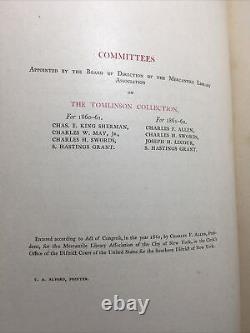 COMMITTEES
APPOINTED BY THE BOARD OF DIRECTION OF THE MERCANTILE LIBRARY
ASSOCIATION
ON
THE TOMLINSON COLLECTION,
For 1860-61. For 1861-62.
CHAS. E. KING SHERMAN, CHARLES F. ALLEN,
CHARLES W. MAY, Jr., CHARLES H. SWORDS,
CHARLES H. SWORDS, JOSEPH H.
S. HASTINGS GRANT. S. HASTINGS GRANT.
Entered according to Act of Congress, in the year 1861, by CHARLES F. ALLEN, Presi-
dent, for the Mercantile Library Association of the City of New York, in the Clerk's
Office of the District Court of the United States for the Southern District of New York.
C. A. ALVORD, PRINTER.